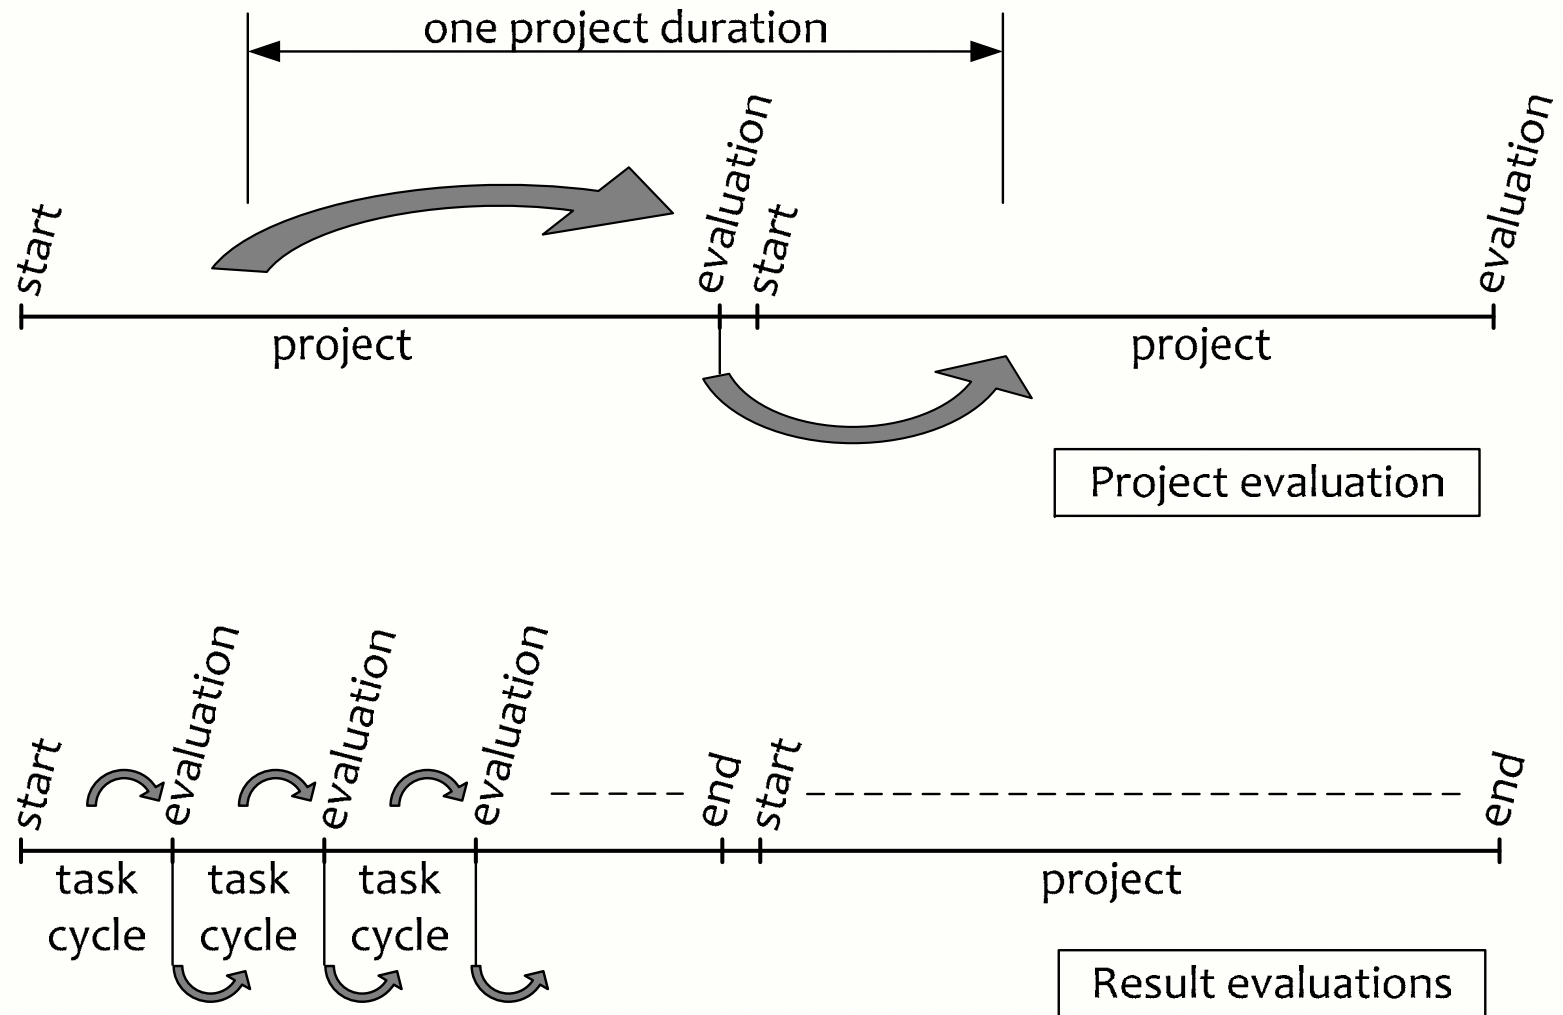 one project duration
start
evaluation
start
evaluation
project
project
Project evaluation
start
evaluation
evaluation
evaluation
end
start
end
task
cycle
task
cycle
task
cycle
project
Result evaluations